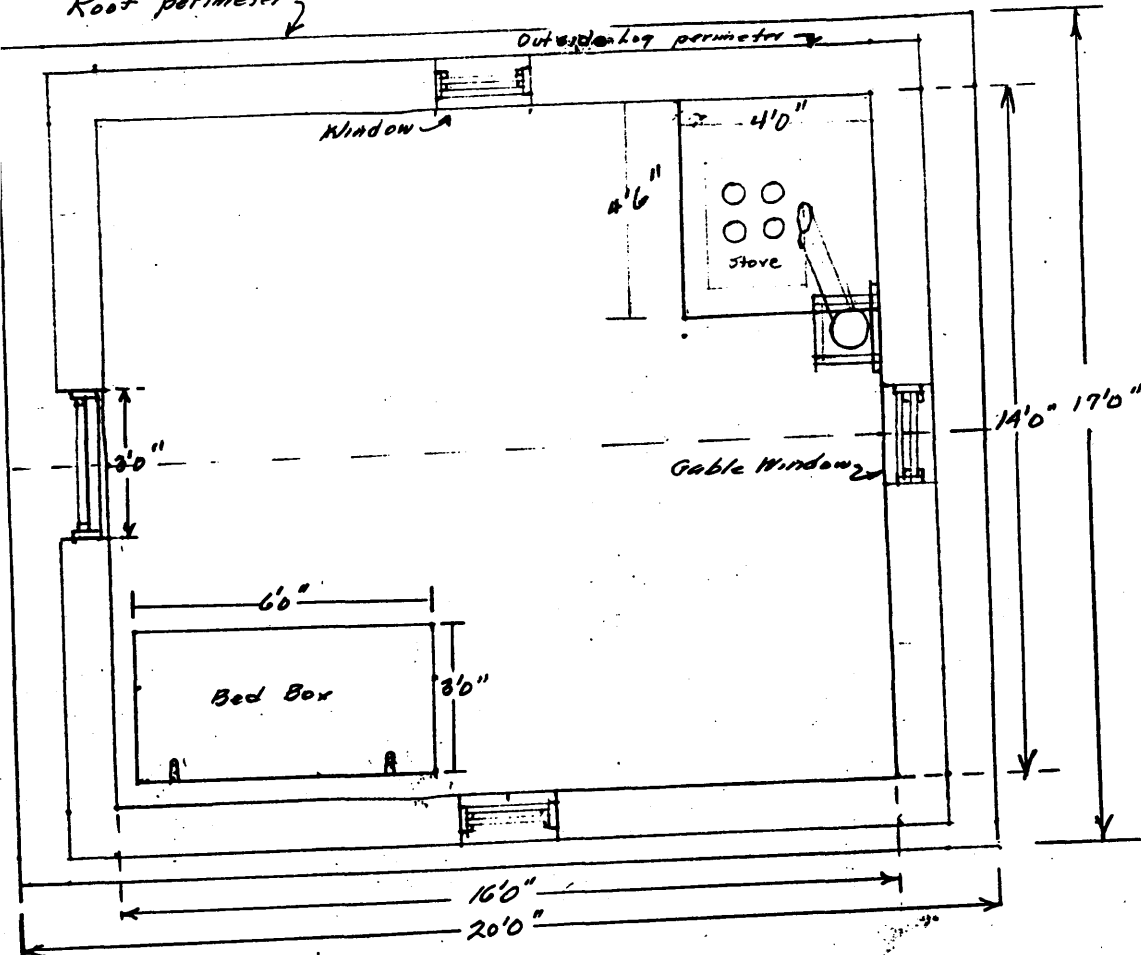 Roof perimeter
Outside Log perimeter
Window
4'0"
4'6"
Stove
3'0"
14'0" 17'0"
Gable Window
6'0"
Bed Box
3'0"
16'0"
20'0"